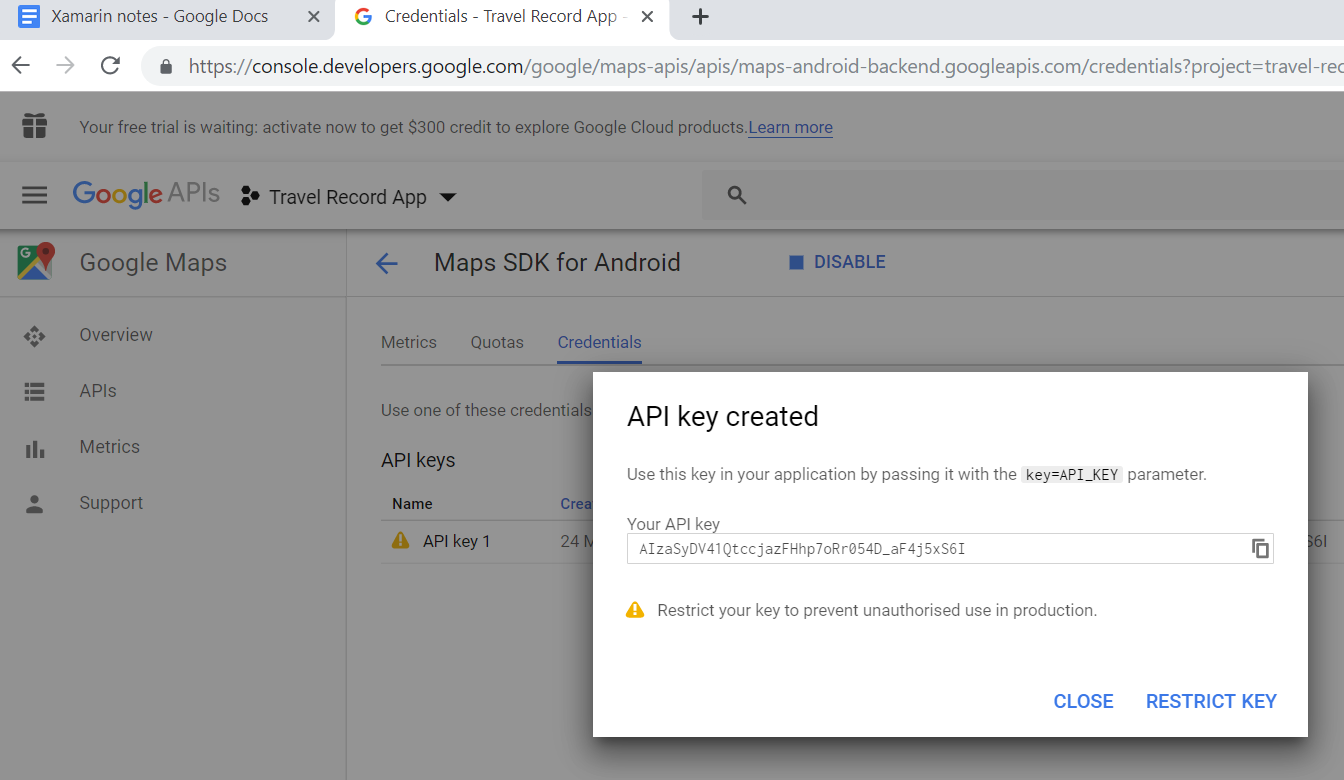 Xamarin notes - Google Docs
Credentials - Travel Record App -
https://console.developers.google.com/google/maps-apis/apis/maps-android-backend.googleapis.com/credentials?project=travel-rec
Your free trial is waiting: activate now to get $300 credit to explore Google Cloud products.Learn more
Google APIs Travel Record App
Google Maps
Maps SDK for Android DISABLE
Overview
APIs
Metrics
Support
Metrics Quotas Credentials
Use one of these credentials
API keys
Name Crea
API key 1 24 M S6I
API key created
Use this key in your application by passing it with the key=API_KEY parameter.
Your API key
AIzaSyDV41QtccjazFHhp7oRr054D_aF4j5xS6I
Restrict your key to prevent unauthorised use in production.
CLOSE RESTRICT KEY